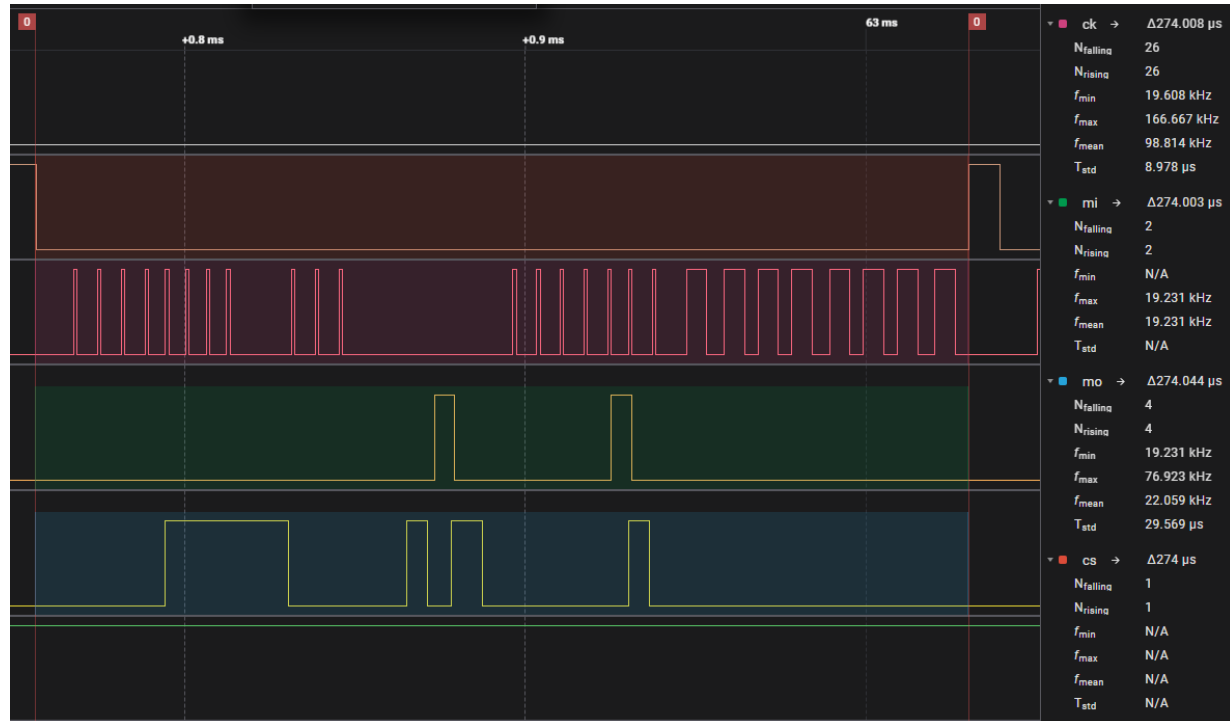 0
+0.8 ms
+0.9 ms
63 ms
0
ck → Δ274.008 µs
Nfalling 26
Nrising 26
fmin 19.608 kHz
fmax 166.667 kHz
fmean 98.814 kHz
Tstd 8.978 µs
mi → Δ274.003 µs
Nfalling 2
Nrising 2
fmin N/A
fmax 19.231 kHz
fmean 19.231 kHz
Tstd N/A
mo → Δ274.044 µs
Nfalling 4
Nrising 4
fmin 19.231 kHz
fmax 76.923 kHz
fmean 22.059 kHz
Tstd 29.569 µs
cs → Δ274 µs
Nfalling 1
Nrising 1
fmin N/A
fmax N/A
fmean N/A
Tstd N/A